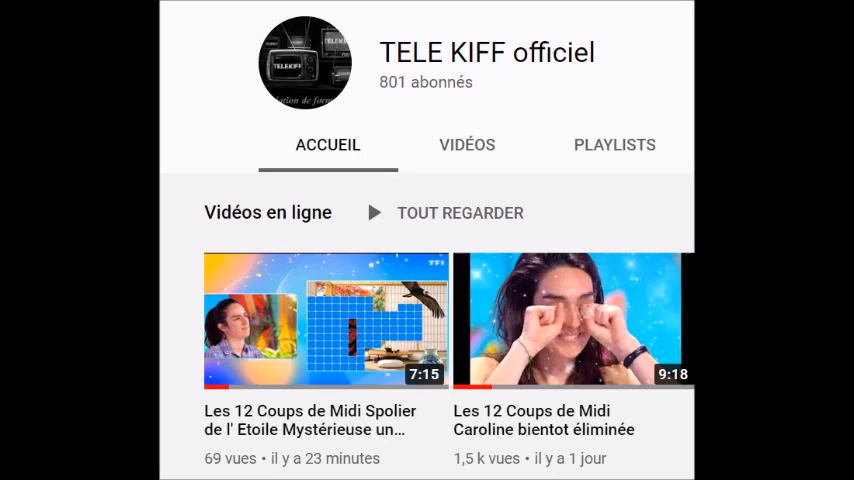 TELE KIFF officiel
801 abonnés
TELEKIFF
ACCUEIL
VIDÉOS
PLAYLISTS
Vidéos en ligne
TOUT REGARDER
TF1
7:15
9:18
Les 12 Coups de Midi Spolier
de l' Etoile Mystérieuse un...
69 vues • il y a 23 minutes
Les 12 Coups de Midi
Caroline bientot éliminée
1,5 k vues • il y a 1 jour